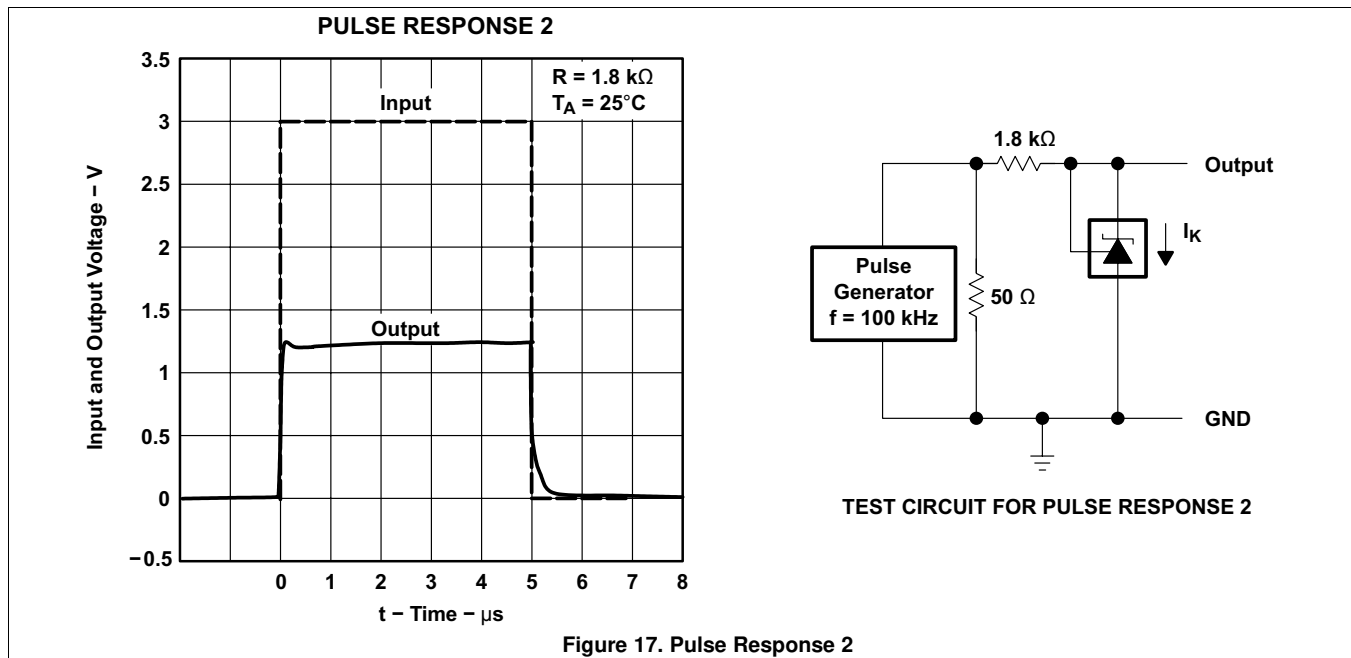 PULSE RESPONSE 2
3.5
3
2.5
2
1.5
1
0.5
0
−0.5
Input and Output Voltage − V
R = 1.8 kΩ
T_A = 25°C
Input
Output
0 1 2 3 4 5 6 7 8
t − Time − μs
1.8 kΩ
Output
I_K
Pulse
Generator
f = 100 kHz
50 Ω
GND
TEST CIRCUIT FOR PULSE RESPONSE 2
Figure 17. Pulse Response 2